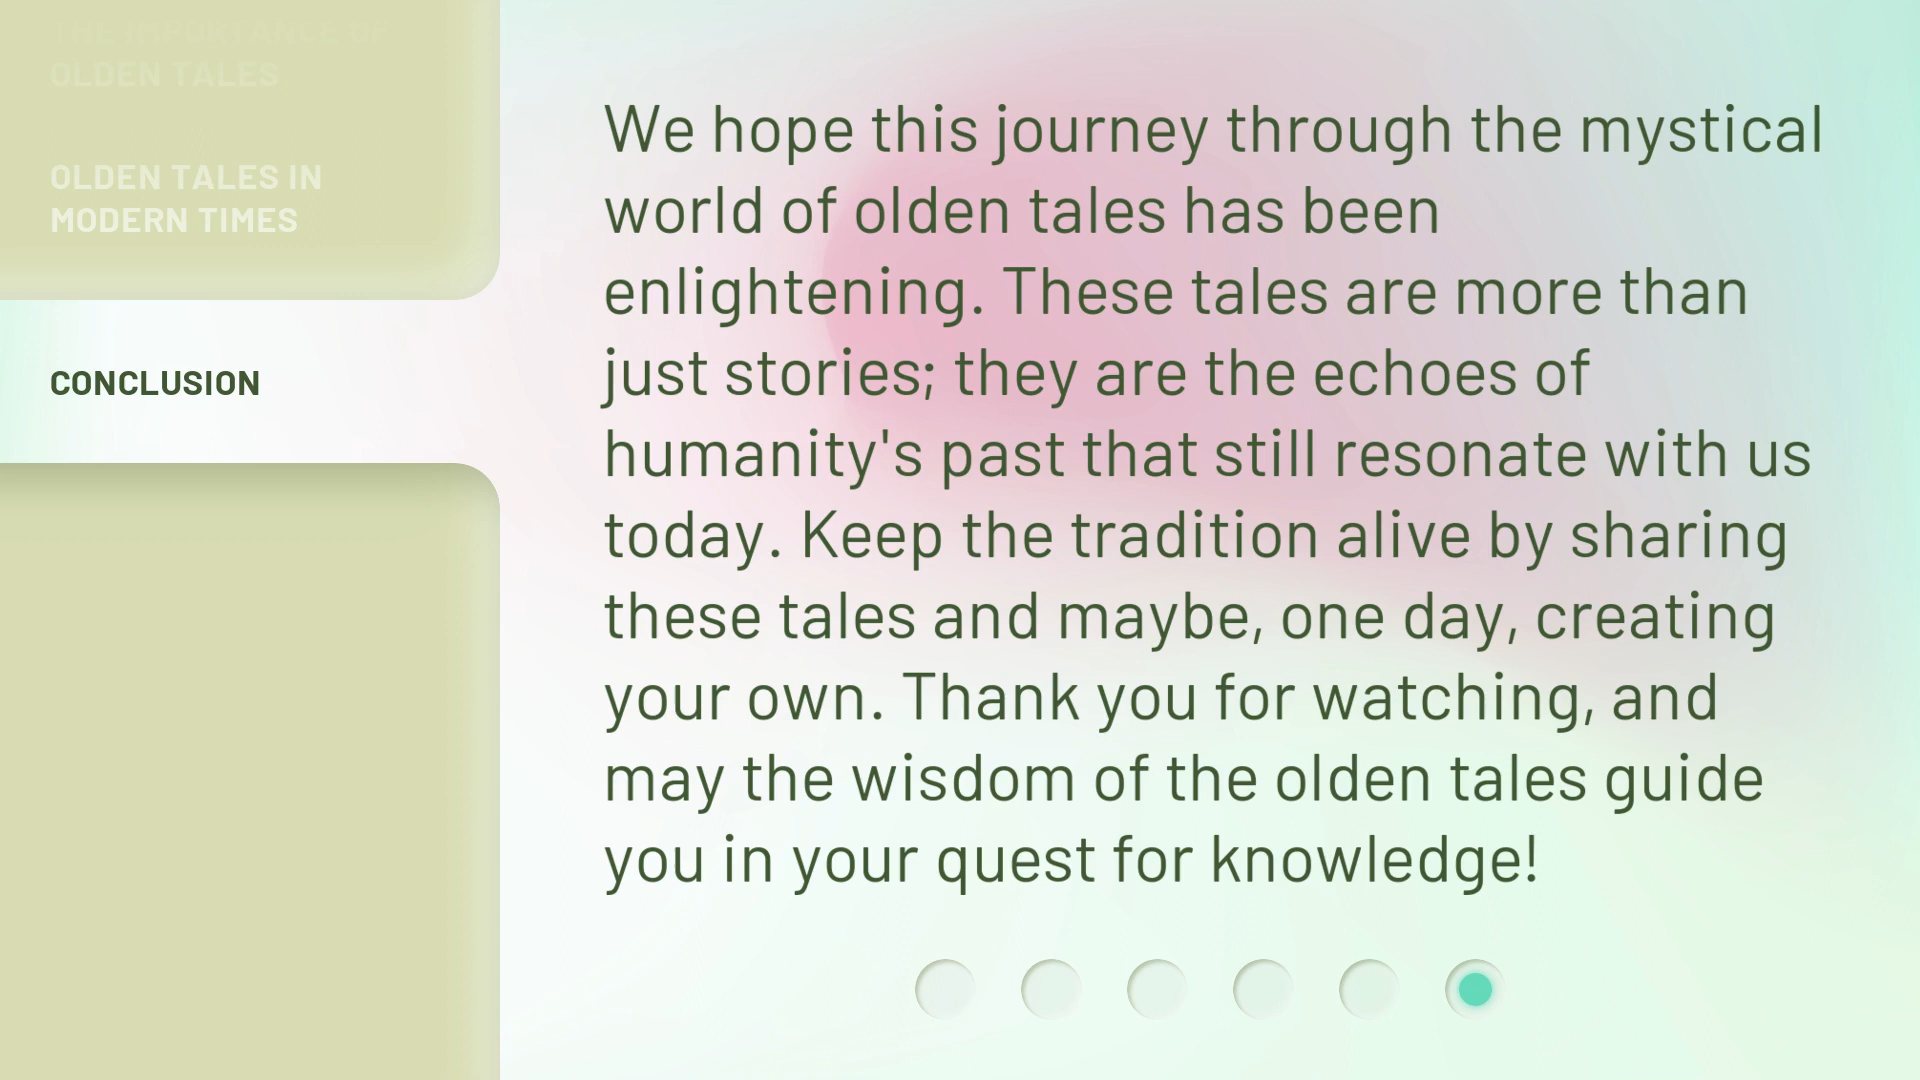 THE IMPORTANCE OF
OLDEN TALES
OLDEN TALES IN
MODERN TIMES
CONCLUSION
We hope this journey through the mystical
world of olden tales has been
enlightening. These tales are more than
just stories; they are the echoes of
humanity's past that still resonate with us
today. Keep the tradition alive by sharing
these tales and maybe, one day, creating
your own. Thank you for watching, and
may the wisdom of the olden tales guide
you in your quest for knowledge!